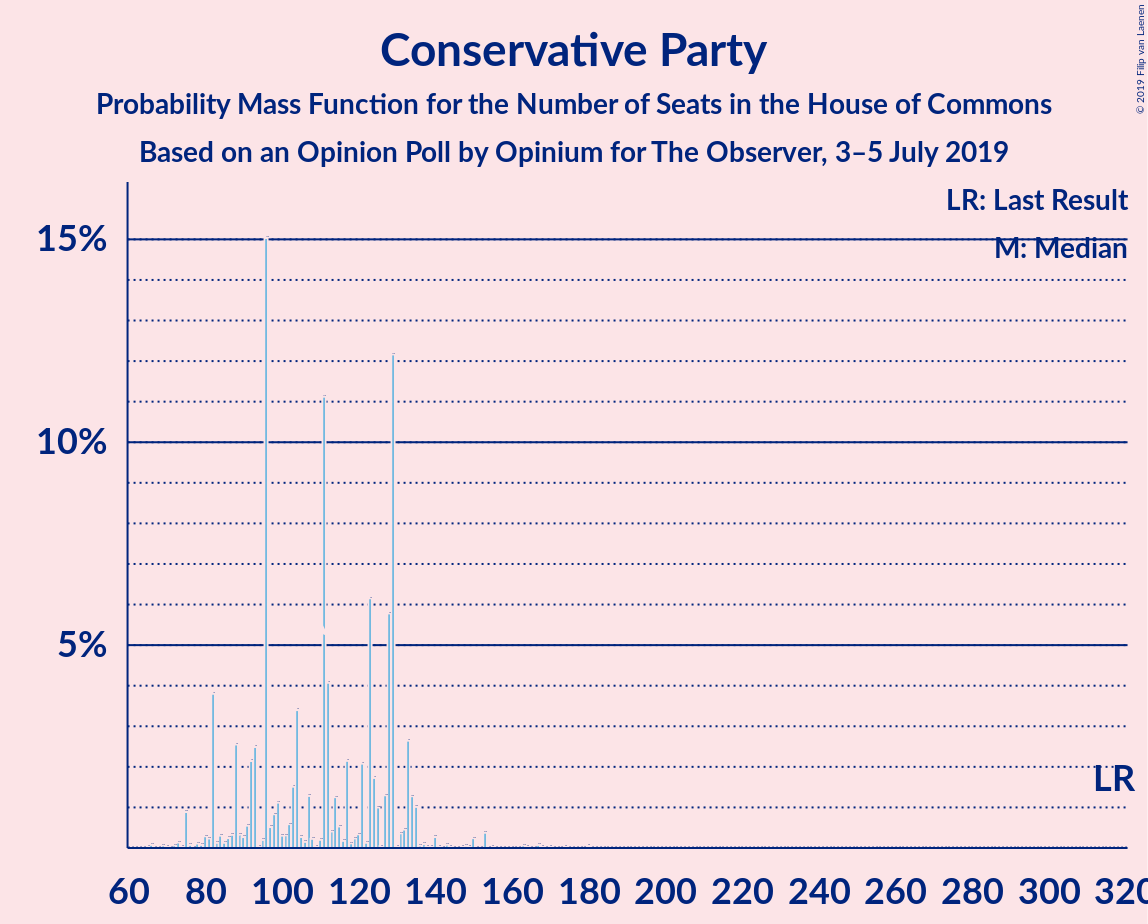 Conservative Party
Probability Mass Function for the Number of Seats in the House of Commons
Based on an Opinion Poll by Opinium for The Observer, 3–5 July 2019
© 2019 Filip van Laenen
LR: Last Result
M: Median
15%
10%
5%
LR
60 80 100 120 140 160 180 200 220 240 260 280 300 320